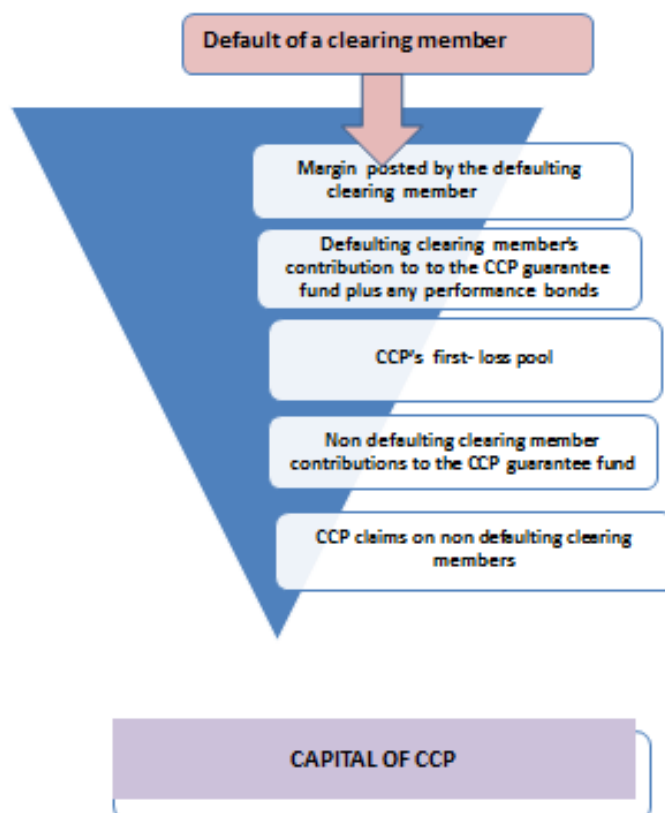 Default of a clearing member
Margin posted by the defaulting
clearing member
Defaulting clearing member's
contribution to to the CCP guarantee
fund plus any performance bonds
CCP's first- loss pool
Non defaulting clearing member
contributions to the CCP guarantee fund
CCP claims on non defaulting clearing
members
CAPITAL OF CCP